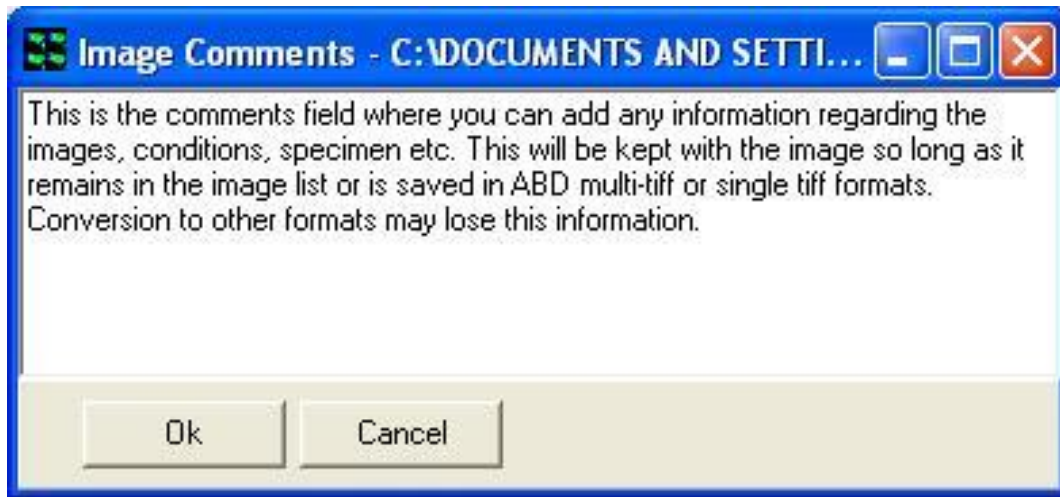 Image Comments - C:\DOCUMENTS AND SETTI...
This is the comments field where you can add any information regarding the
images, conditions, specimen etc. This will be kept with the image so long as it
remains in the image list or is saved in ABD multi-tiff or single tiff formats.
Conversion to other formats may lose this information.
Ok Cancel